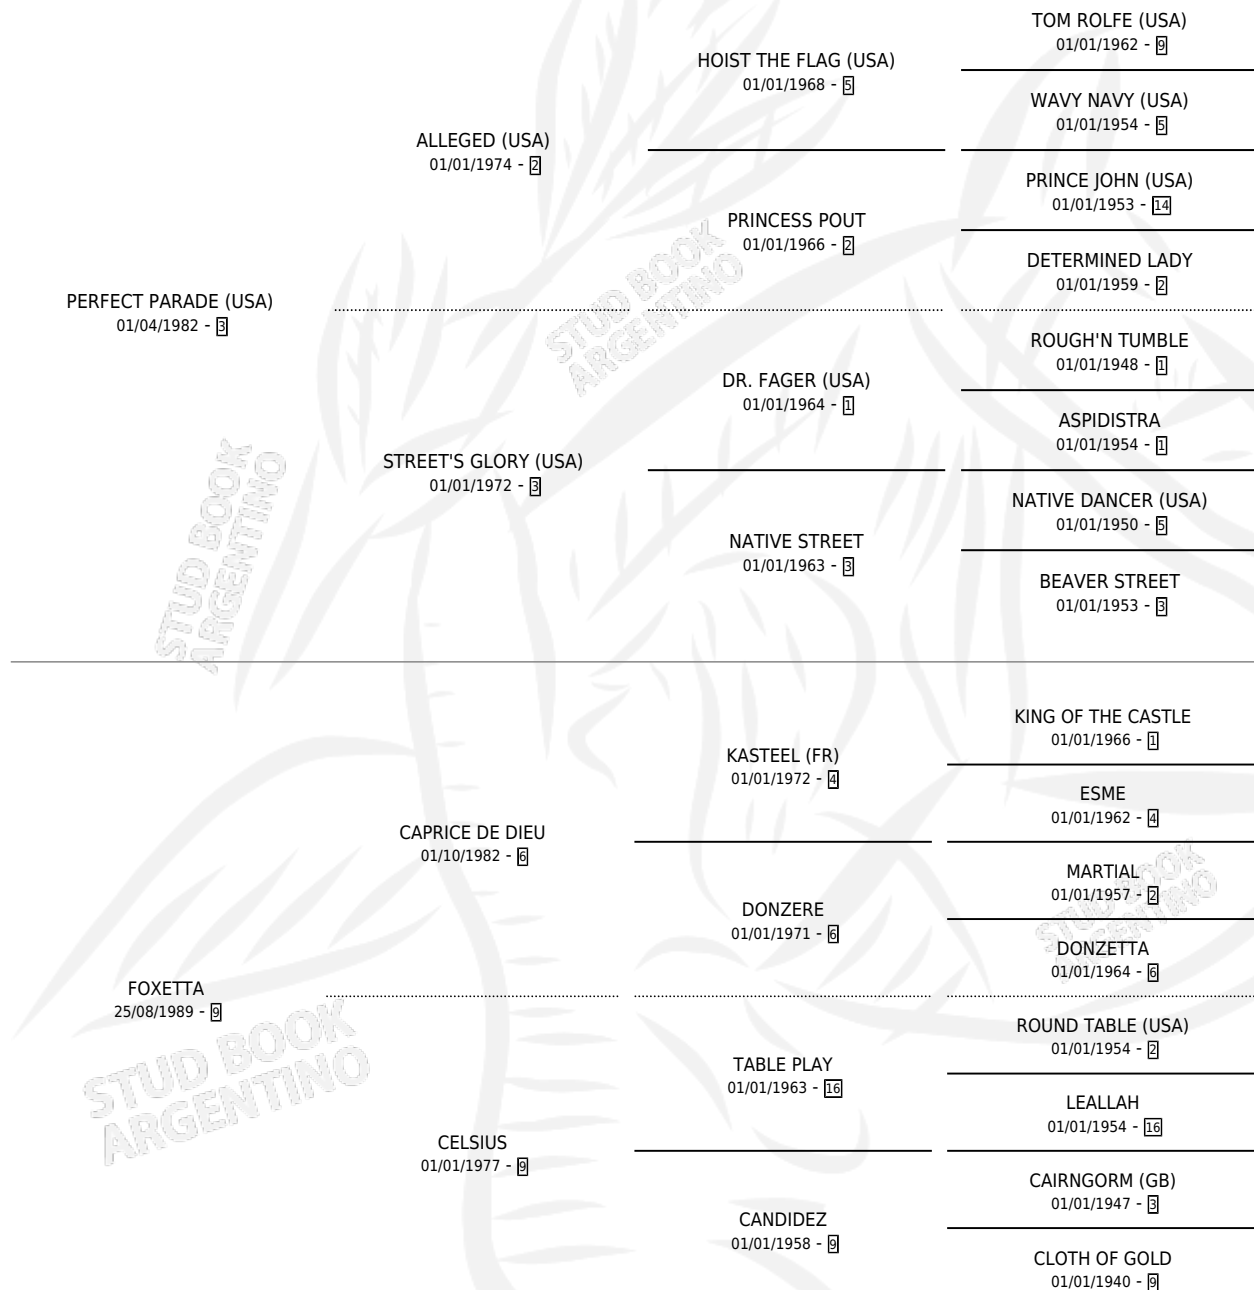 TOM ROLFE (USA)
01/01/1962 - 9
HOIST THE FLAG (USA)
01/01/1968 - 5
WAVY NAVY (USA)
01/01/1954 - 5
ALLEGED (USA)
01/01/1974 - 2
PRINCE JOHN (USA)
01/01/1953 - 14
PRINCESS POUT
01/01/1966 - 2
DETERMINED LADY
01/01/1959 - 2
PERFECT PARADE (USA)
01/04/1982 - 3
ROUGH'N TUMBLE
01/01/1948 - 1
DR. FAGER (USA)
01/01/1964 - 1
ASPIDISTRA
01/01/1954 - 1
STREET'S GLORY (USA)
01/01/1972 - 3
NATIVE DANCER (USA)
01/01/1950 - 5
NATIVE STREET
01/01/1963 - 3
BEAVER STREET
01/01/1953 - 3
KING OF THE CASTLE
01/01/1966 - 1
KASTEEL (FR)
01/01/1972 - 4
ESME
01/01/1962 - 4
CAPRICE DE DIEU
01/10/1982 - 6
MARTIAL
01/01/1957 - 2
DONZERE
01/01/1971 - 6
DONZETTA
01/01/1964 - 6
FOXETTA
25/08/1989 - 9
ROUND TABLE (USA)
01/01/1954 - 2
TABLE PLAY
01/01/1963 - 16
LEALLAH
01/01/1954 - 16
CELSIUS
01/01/1977 - 9
CAIRNGORM (GB)
01/01/1947 - 3
CANDIDEZ
01/01/1958 - 9
CLOTH OF GOLD
01/01/1940 - 9
STUD BOOK
ARGENTINO
STUD BOOK
ARGENTINO
STUD BOOK
ARGENTINO
STUD BOOK
ARGENTINO